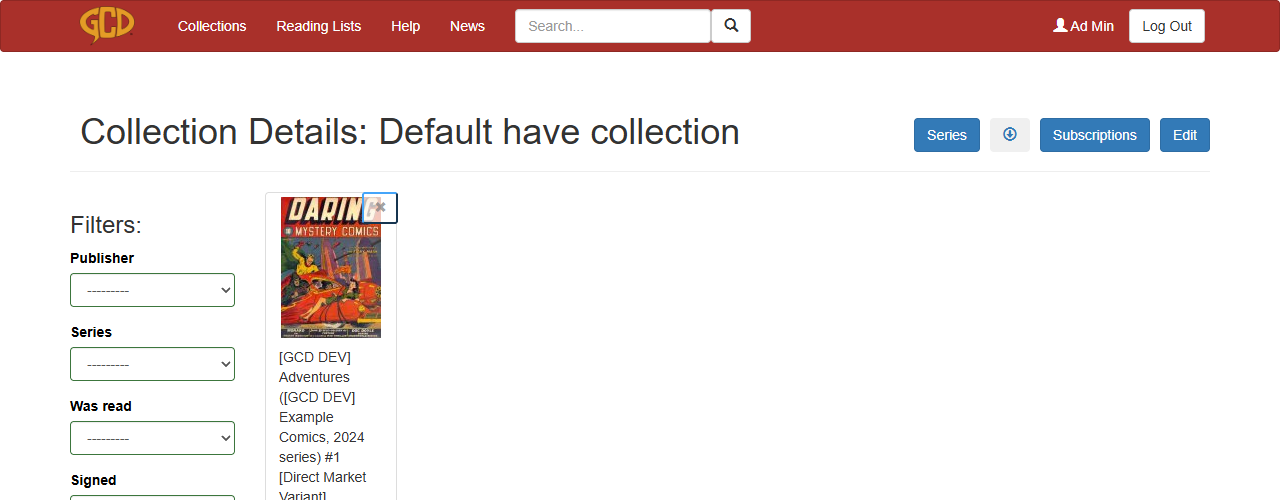 GCD
Collections
Reading Lists
Help
News
Search...
Ad Min
Log Out
Collection Details: Default have collection
Series
Subscriptions
Edit
Filters:
Publisher
---------
Series
---------
Was read
---------
Signed
DARING
MYSTERY COMICS
[GCD DEV]
Adventures
([GCD DEV]
Example
Comics, 2024
series) #1
[Direct Market
Variant]